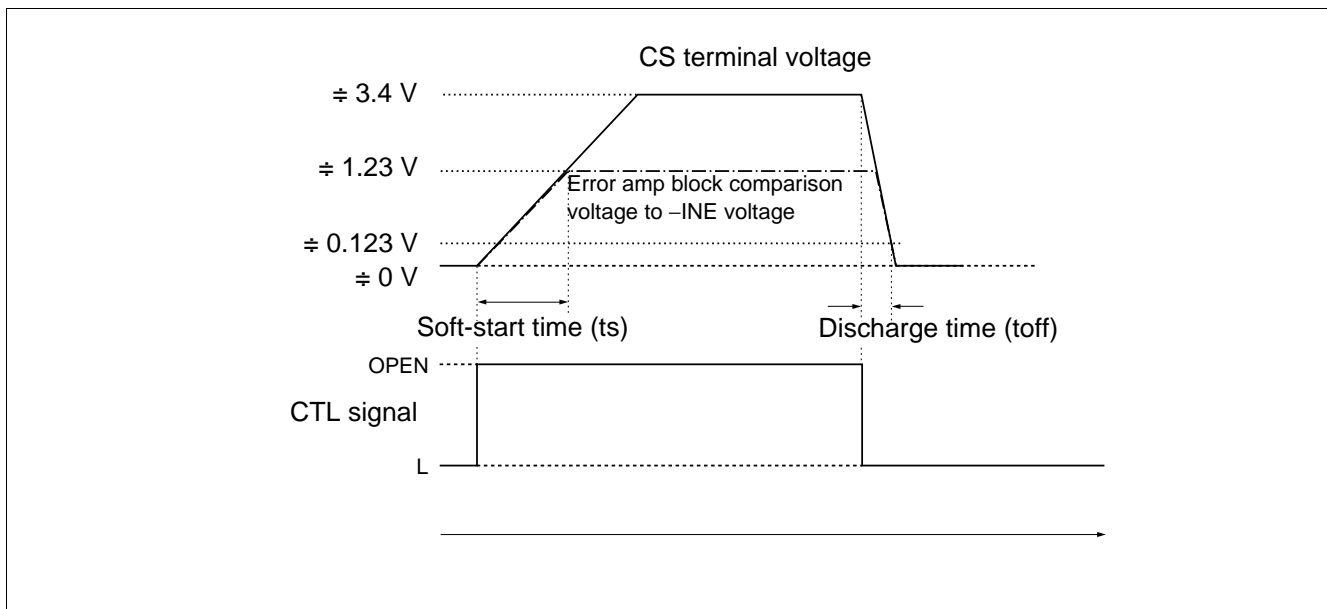 CS terminal voltage
≑ 3.4 V
≑ 1.23 V
Error amp block comparison
voltage to −INE voltage
≑ 0.123 V
≑ 0 V
Soft-start time (ts)
Discharge time (toff)
OPEN
CTL signal
L